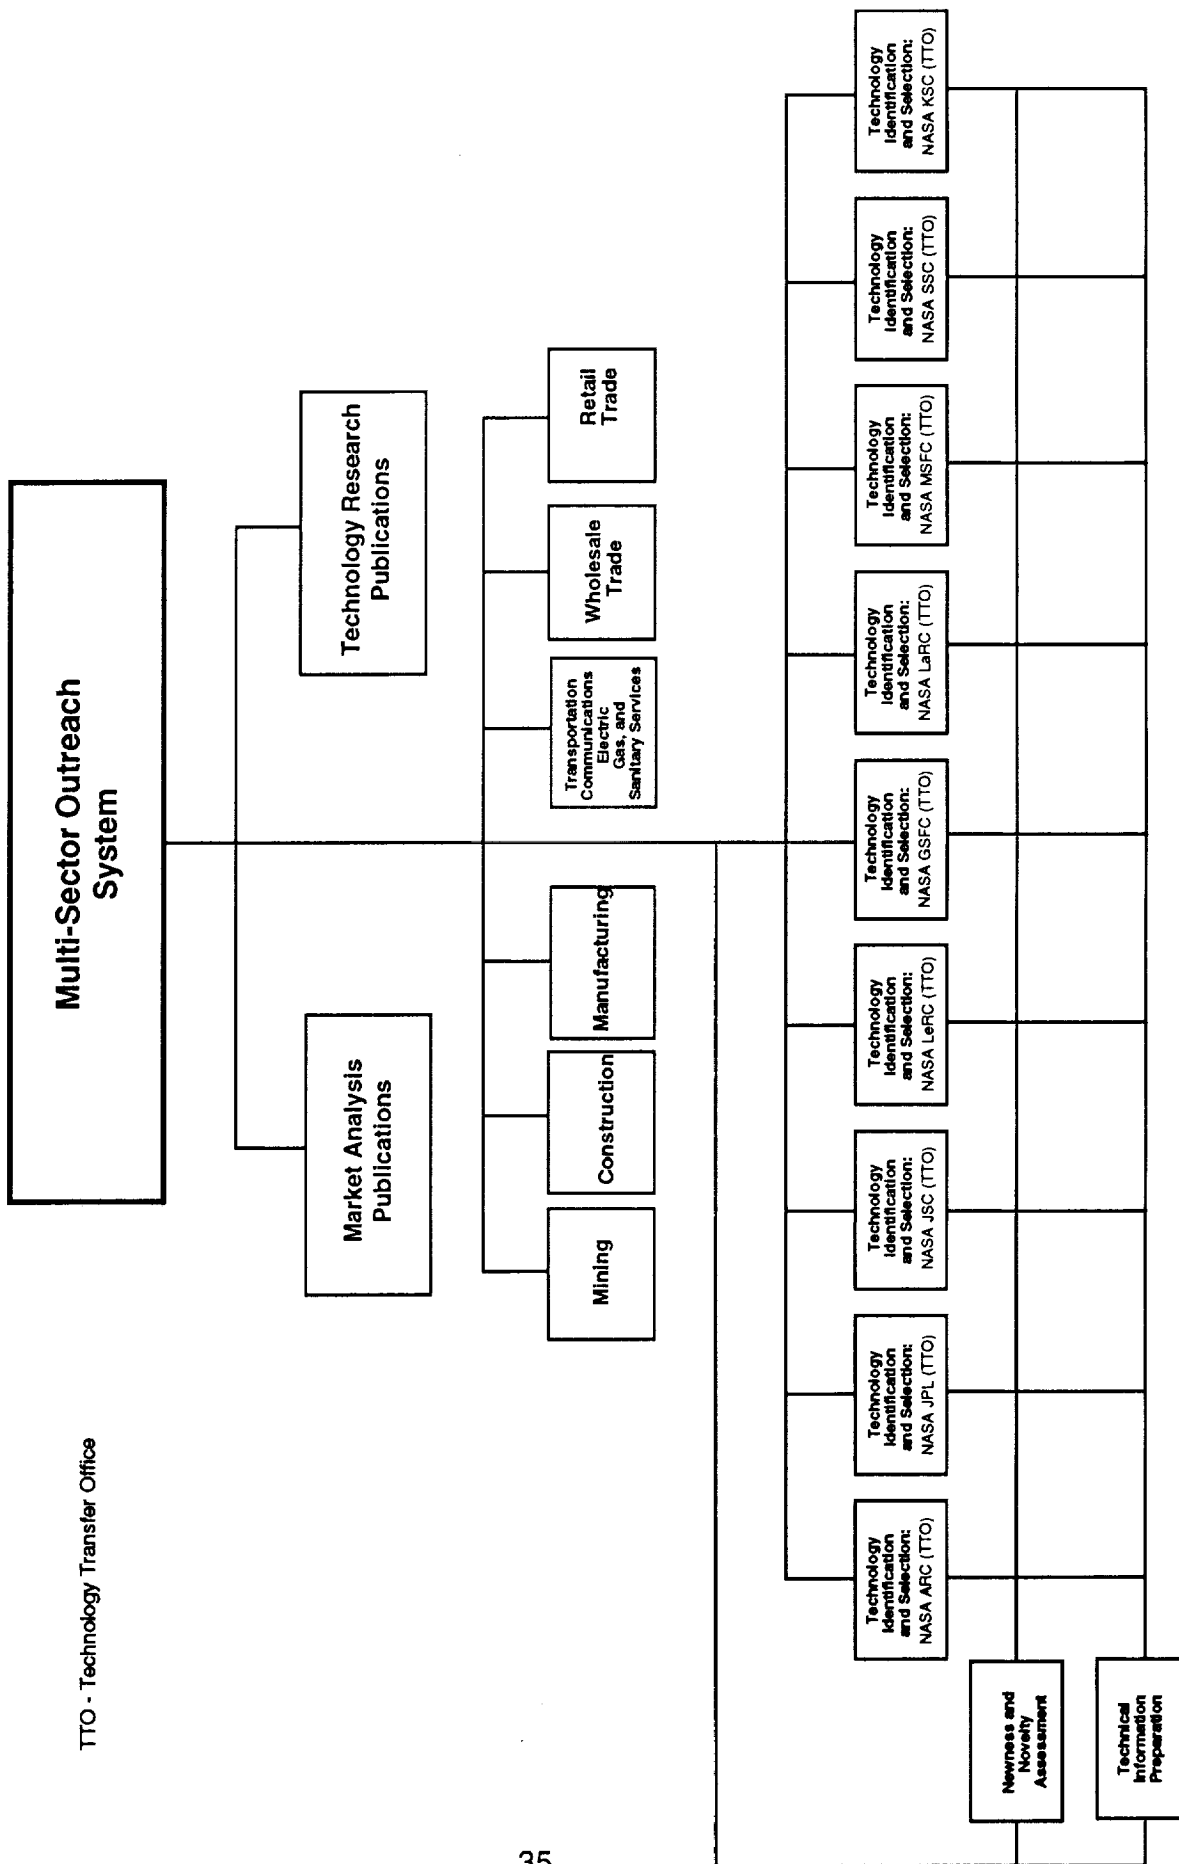 TTO - Technology Transfer Office
Multi-Sector Outreach
System
Market Analysis
Publications
Technology Research
Publications
Mining
Construction
Manufacturing
Transportation
Communications
Electric
Gas, and
Sanitary Services
Wholesale
Trade
Retail
Trade
Technology
Identification
and Selection:
NASA ARC (TTO)
Technology
Identification
and Selection:
NASA JPL (TTO)
Technology
Identification
and Selection:
NASA JSC (TTO)
Technology
Identification
and Selection:
NASA LeRC (TTO)
Technology
Identification
and Selection:
NASA GSFC (TTO)
Technology
Identification
and Selection:
NASA LaRC (TTO)
Technology
Identification
and Selection:
NASA MSFC (TTO)
Technology
Identification
and Selection:
NASA SSC (TTO)
Technology
Identification
and Selection:
NASA KSC (TTO)
Newness and
Novelty
Assessment
Technical
Information
Preparation
35